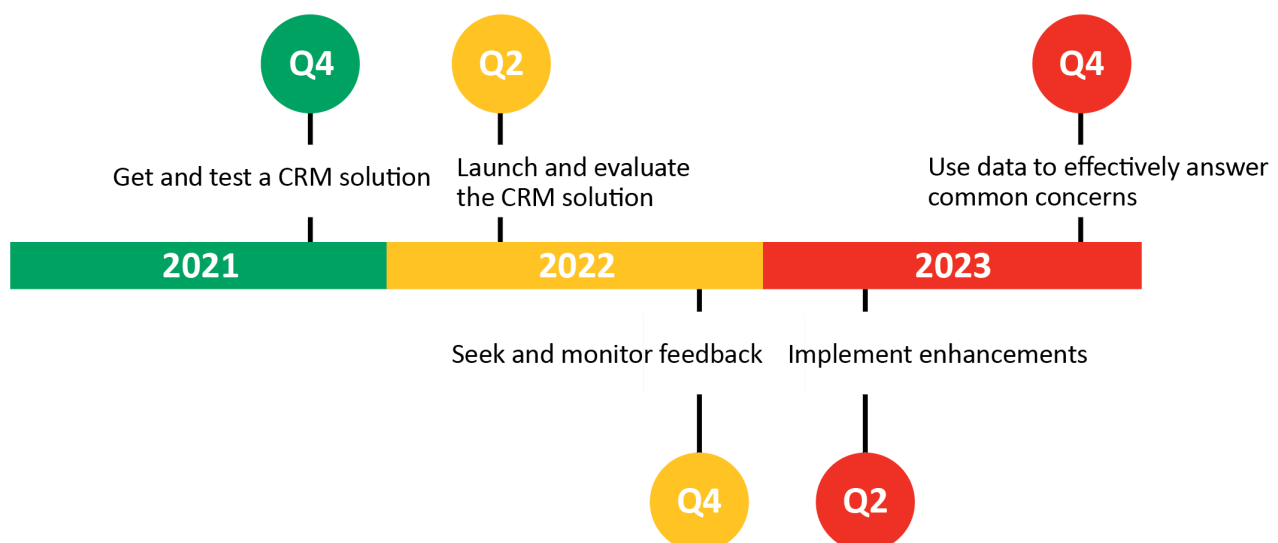 Q4
Q2
Q4
Get and test a CRM solution
Launch and evaluate
the CRM solution
Use data to effectively answer
common concerns
2021
2022
2023
Seek and monitor feedback
Implement enhancements
Q4
Q2